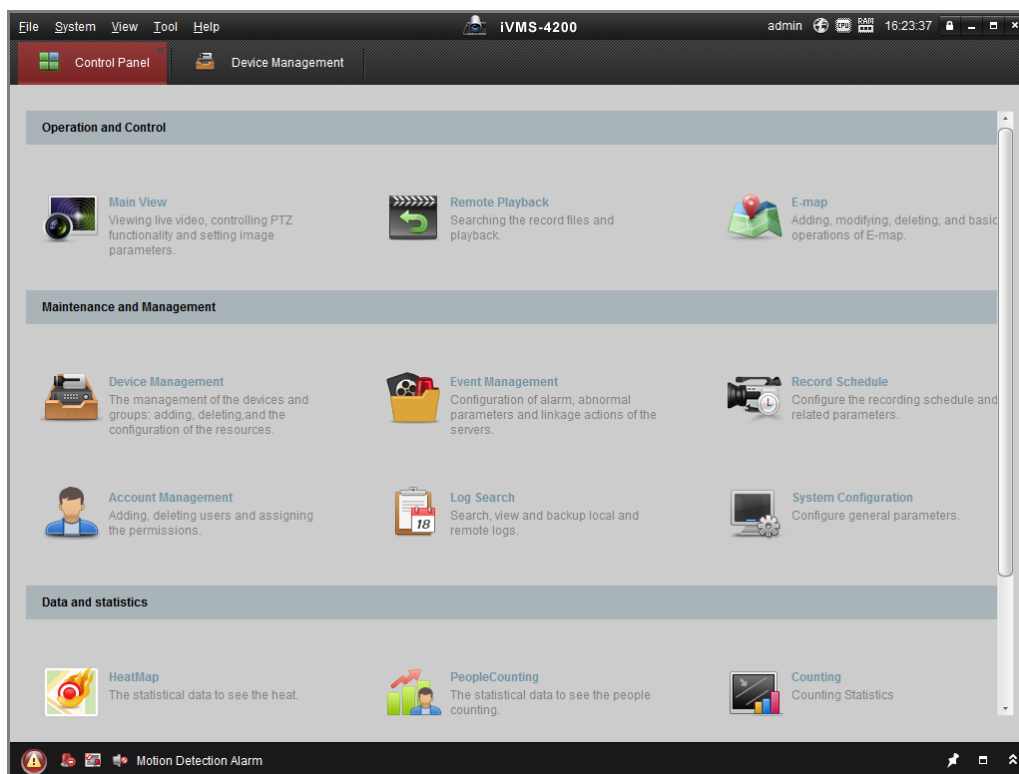 File System View Tool Help iVMS-4200 admin CPU RAM 16:23:37
Control Panel Device Management
Operation and Control
Main View
Viewing live video, controlling PTZ
functionality and setting image
parameters.
Remote Playback
Searching the record files and
playback.
E-map
Adding, modifying, deleting, and basic
operations of E-map.
Maintenance and Management
Device Management
The management of the devices and
groups: adding, deleting,and the
configuration of the resources.
Event Management
Configuration of alarm, abnormal
parameters and linkage actions of the
servers.
Record Schedule
Configure the recording schedule and
related parameters.
Account Management
Adding, deleting users and assigning
the permissions.
18
Log Search
Search, view and backup local and
remote logs.
System Configuration
Configure general parameters.
Data and statistics
HeatMap
The statistical data to see the heat.
PeopleCounting
The statistical data to see the people
counting.
Counting
Counting Statistics
Motion Detection Alarm